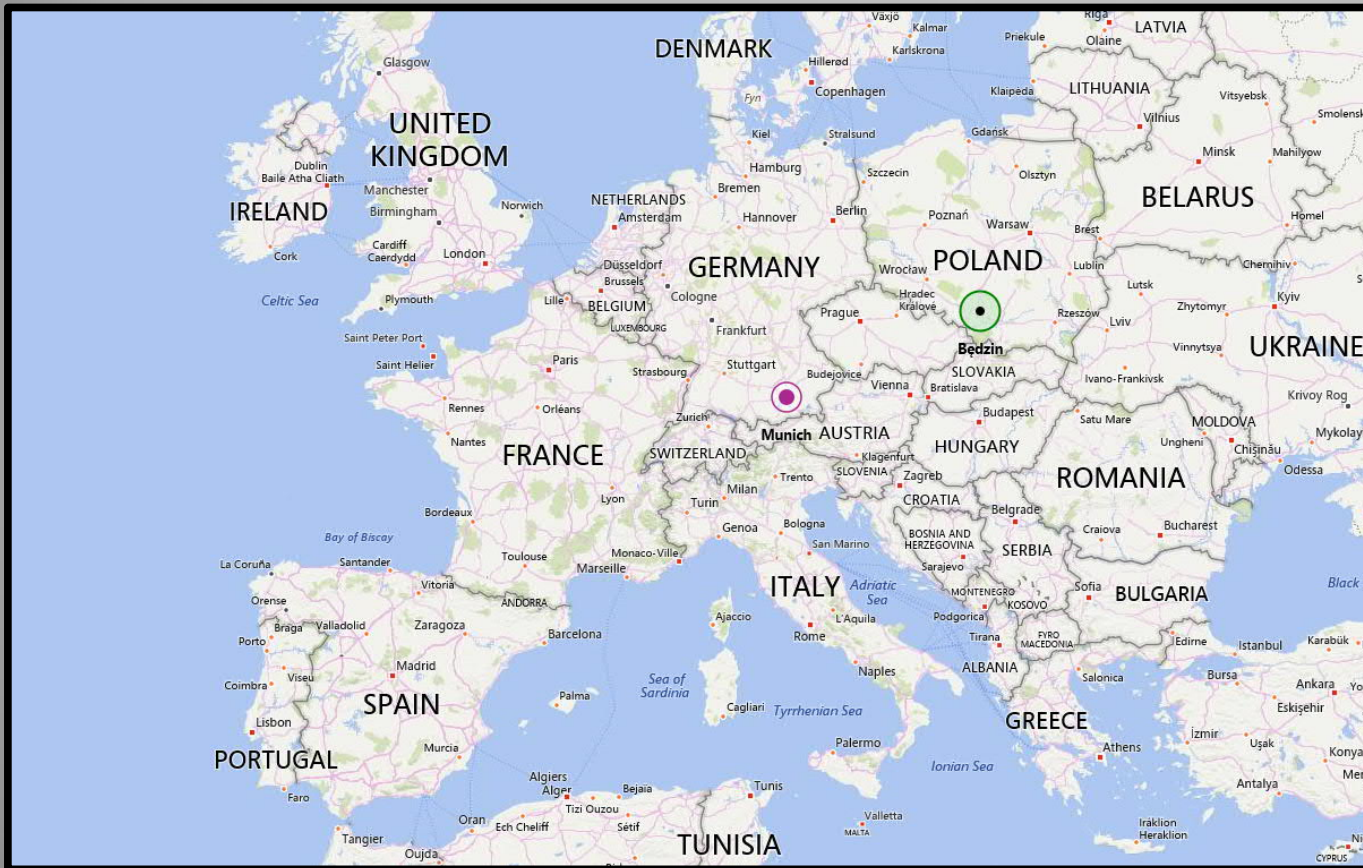 Växjö
Kalmar
Karlskrona
Riga
Olaine
LATVIA
Priekule
Glasgow
DENMARK
Hillerød
Copenhagen
Fyn
Klaipėda
LITHUANIA
Vilnius
Vitsyebsk
Smolensk
UNITED
KINGDOM
Dublin
Baile Atha Cliath
IRELAND
Cork
Manchester
Birmingham
Cardiff
Caerdydd
London
Norwich
Plymouth
Celtic Sea
Saint Peter Port
Saint Helier
Kiel
Stralsund
Hamburg
Bremen
Hannover
Berlin
NETHERLANDS
Amsterdam
Düsseldorf
Brussels
BELGIUM
Cologne
LUXEMBOURG
Lille
GERMANY
Frankfurt
Stuttgart
Strasbourg
Munich
Gdańsk
Szczecin
Olsztyn
Poznań
Warsaw
Brest
POLAND
Wrocław
Lublin
Rzeszów
Będzin
Minsk
Mahilyow
BELARUS
Homel
Chernihiv
Lutsk
Zhytomyr
Kyiv
Lviv
Vinnytsya
UKRAINE
Ivano-Frankivsk
Krivoy Rog
Mykolay
Odessa
Hradec
Králové
Prague
Budejovice
SLOVAKIA
Bratislava
Vienna
AUSTRIA
Klagenfurt
Zurich
SWITZERLAND
Budapest
HUNGARY
Satu Mare
MOLDOVA
Ungheni
Chișinău
ROMANIA
Craiova
Bucharest
Paris
Rennes
Orléans
Nantes
FRANCE
Lyon
Bordeaux
Toulouse
Marseille
Monaco-Ville
ANDORRA
Bay of Biscay
SLOVENIA
Zagreb
CROATIA
Belgrade
BOSNIA AND
HERZEGOVINA
Sarajevo
SERBIA
MONTENEGRO
KOSOVO
Podgorica
Sofia
BULGARIA
Black
Tirana
FYRO
MACEDONIA
ALBANIA
Trento
Milan
Turin
Genoa
Bologna
San Marino
ITALY
Adriatic
Sea
Ajaccio
L'Aquila
Rome
Naples
Sea of
Sardinia
Cagliari
Tyrrhenian Sea
Palermo
Ionian Sea
La Coruña
Santander
Vitoria
Orense
Braga
Valladolid
Zaragoza
Barcelona
Porto
Viseu
Madrid
Coimbra
SPAIN
Palma
Lisbon
PORTUGAL
Murcia
Faro
Edirne
Istanbul
Karabük
Salonica
Bursa
Ankara
Yo
Eskişehir
GREECE
İzmir
Uşak
Konya
Athens
Mer
Antalya
Iráklion
Heraklion
Ni
CYPRUS
Valletta
MALTA
Algiers
Alger
Bejaïa
Tizi Ouzou
Tunis
Oran
Ech Cheliff
Sétif
Tangier
Oujda
TUNISIA